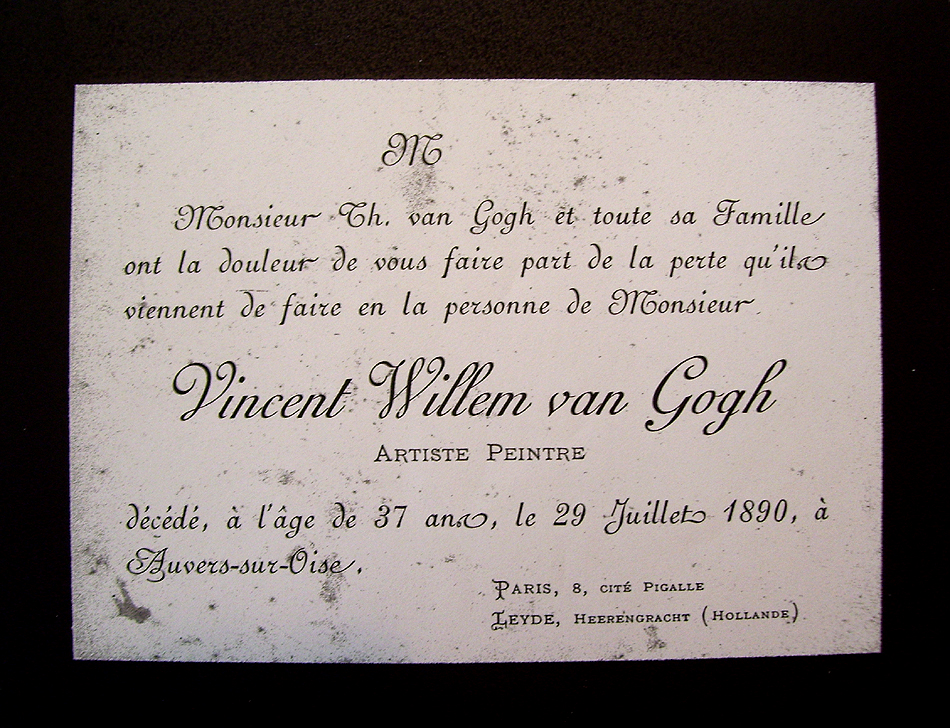 M
Monsieur Th. van Gogh et toute sa Famille
ont la douleur de vous faire part de la perte qu'ils
viennent de faire en la personne de Monsieur
Vincent Willem van Gogh
ARTISTE PEINTRE
décédé, à l'âge de 37 ans, le 29 Juillet 1890, à
Auvers-sur-Oise.
PARIS, 8, CITÉ PIGALLE
LEYDE, HEERENGRACHT (HOLLANDE)